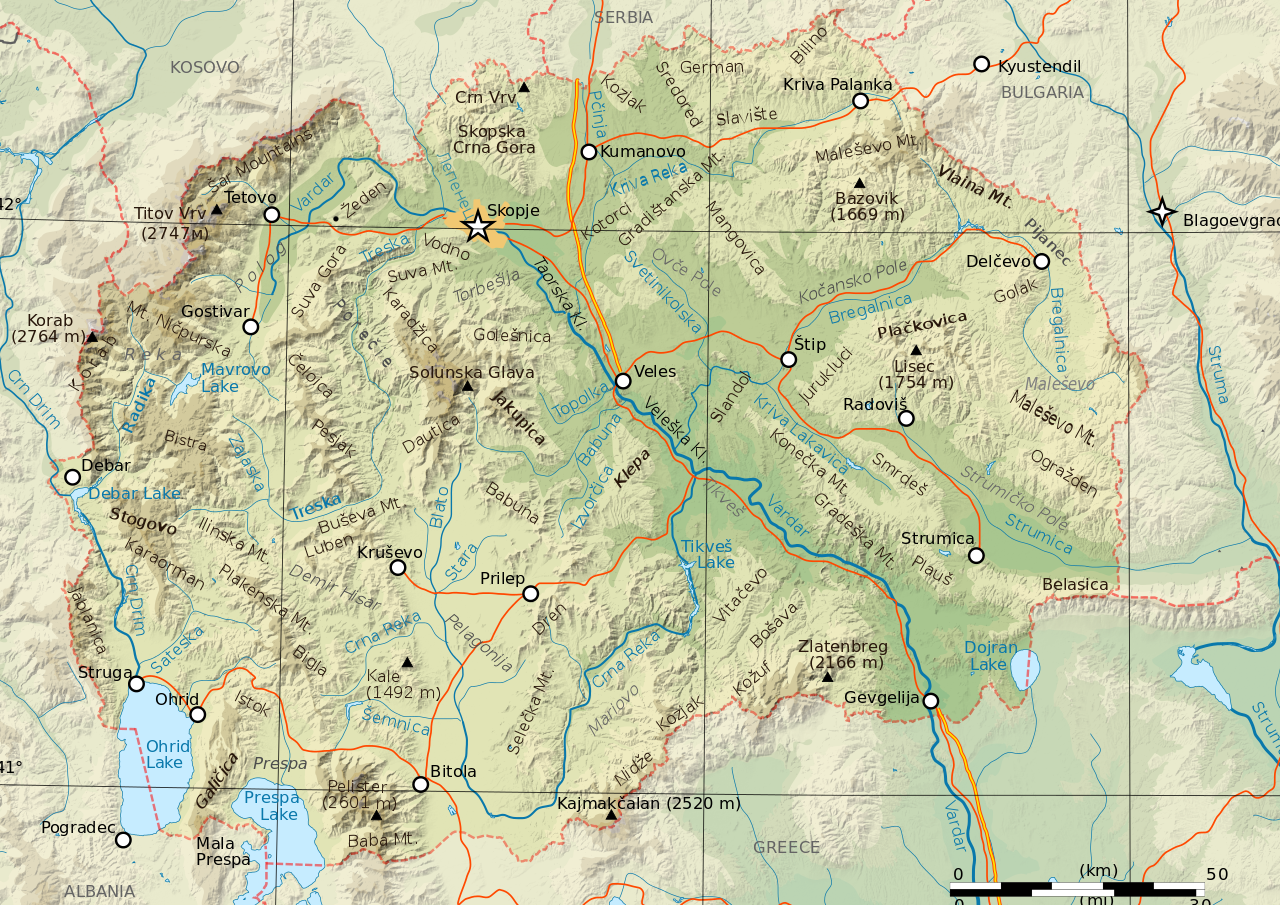 SERBIA
KOSOVO
German
Bilino
Sredored
Kozjak
Kriva Palanka
Kyustendil
BULGARIA
Crn Vrv
Pčinja
Slavište
Skopska
Crna Gora
Kumanovo
Maleševo Mt.
Šar Mountains
Kriva Reka
Vlaina Mt.
42°
Tetovo
Vardar
Žeden
Skopje
Kotorci
Gradištanska Mt.
Mangovica
Bazovik
(1669 m)
Titov Vrv
(2747м)
Blagoevgrad
Pijanec
Polog
Suva Gora
Treska
Vodno
Suva Mt.
Torbešija
Taorska Kl.
Svetinikolska
Ovče Pole
Kočansko Pole
Delčevo
Golak
Bregalnica
Bregalnica
Gostivar
Mt. Ničpurska
Korab
(2764 m)
Korab
Reka
Poreče
Karadžica
Golešnica
Plačkovica
Štip
Lisec
(1754 m)
Jurukluci
Struma
Crn Drim
Radika
Mavrovo
Lake
Čelojca
Solunska Glava
Veles
Slandol
Maleševo
Jakupica
Topolka
Veleška Kl.
Kriva Lakavica
Radoviš
Maleševo Mt.
Bistra
Zajaska
Pešjak
Dautica
Babuna
Konečka Mt.
Smrdeš
Ogražden
Debar
Debar Lake
Klepa
Izvorčica
Babuna
Tikveš
Vardar
Gradeška Mt.
Strumičko Pole
Strumica
Stogovo
Ilinska Mt.
Treska
Buševa Mt.
Luben
Blato
Stara
Tikveš
Lake
Strumica
Plauš
Belasica
Karaorman
Crn Drim
Plakenska Mt.
Demir Hisar
Kruševo
Prilep
Dren
Vitačevo
Jablanica
Sateska
Bigla
Crna Reka
Pelagonija
Crna Reka
Bošava
Zlatenbreg
(2166 m)
Dojran
Lake
Struga
Ohrid
Istok
Kale
(1492 m)
Šemnica
Selečka Mt.
Mariovo
Kozjak
Kožuf
Gevgelija
Ohrid
Lake
Galičica
Prespa
Prespa
Lake
Pelister
(2601 m)
Bitola
Nidže
Kajmakčalan (2520 m)
41°
Strum
Pogradec
Mala
Prespa
Baba Mt.
GREECE
Vardar
ALBANIA
0
(km)
50
0
(mi)
30